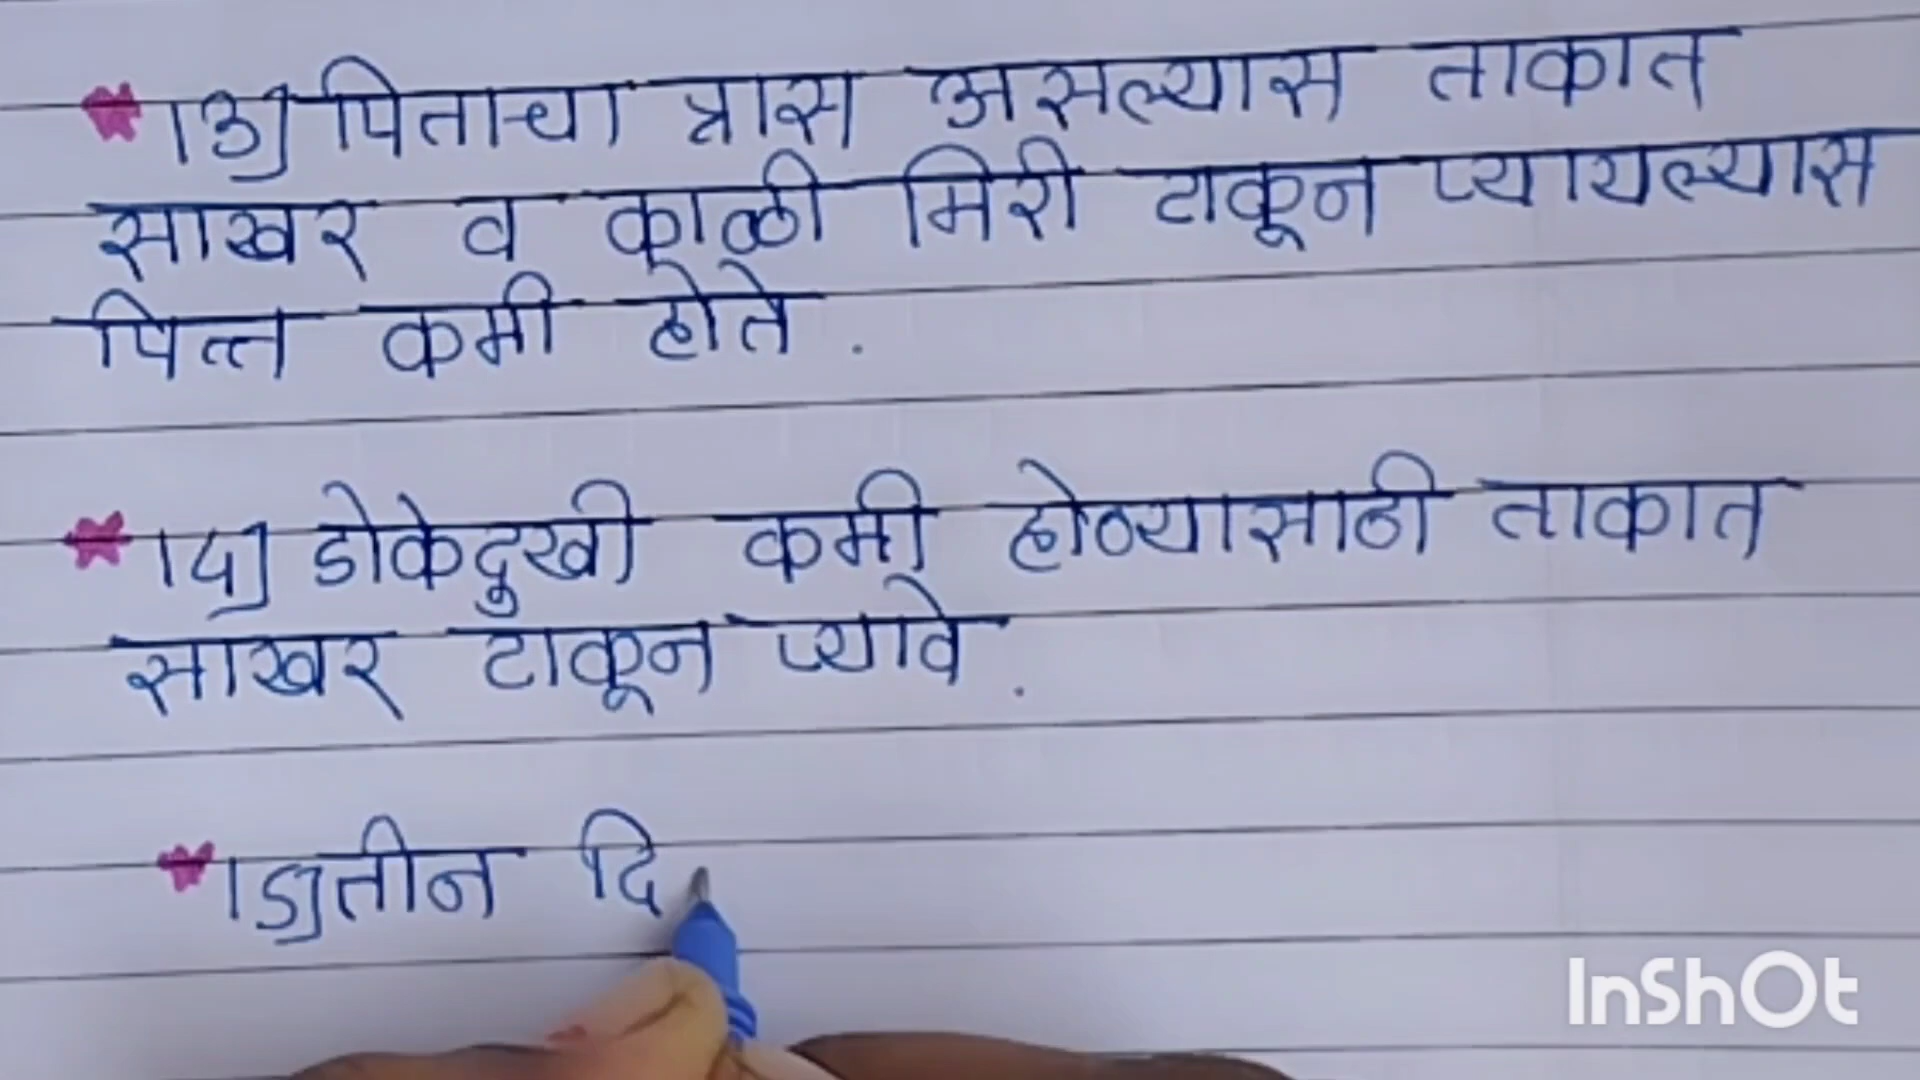 13] पिताचा त्रास असल्यास ताकात
साखर व काळी मिरी टाकून प्यायल्यास
पित्त कमी होते .
14] डोकेदुखी कमी होण्यासाठी ताकात
साखर टाकून प्यावे .
15] तीन दि
InShOt